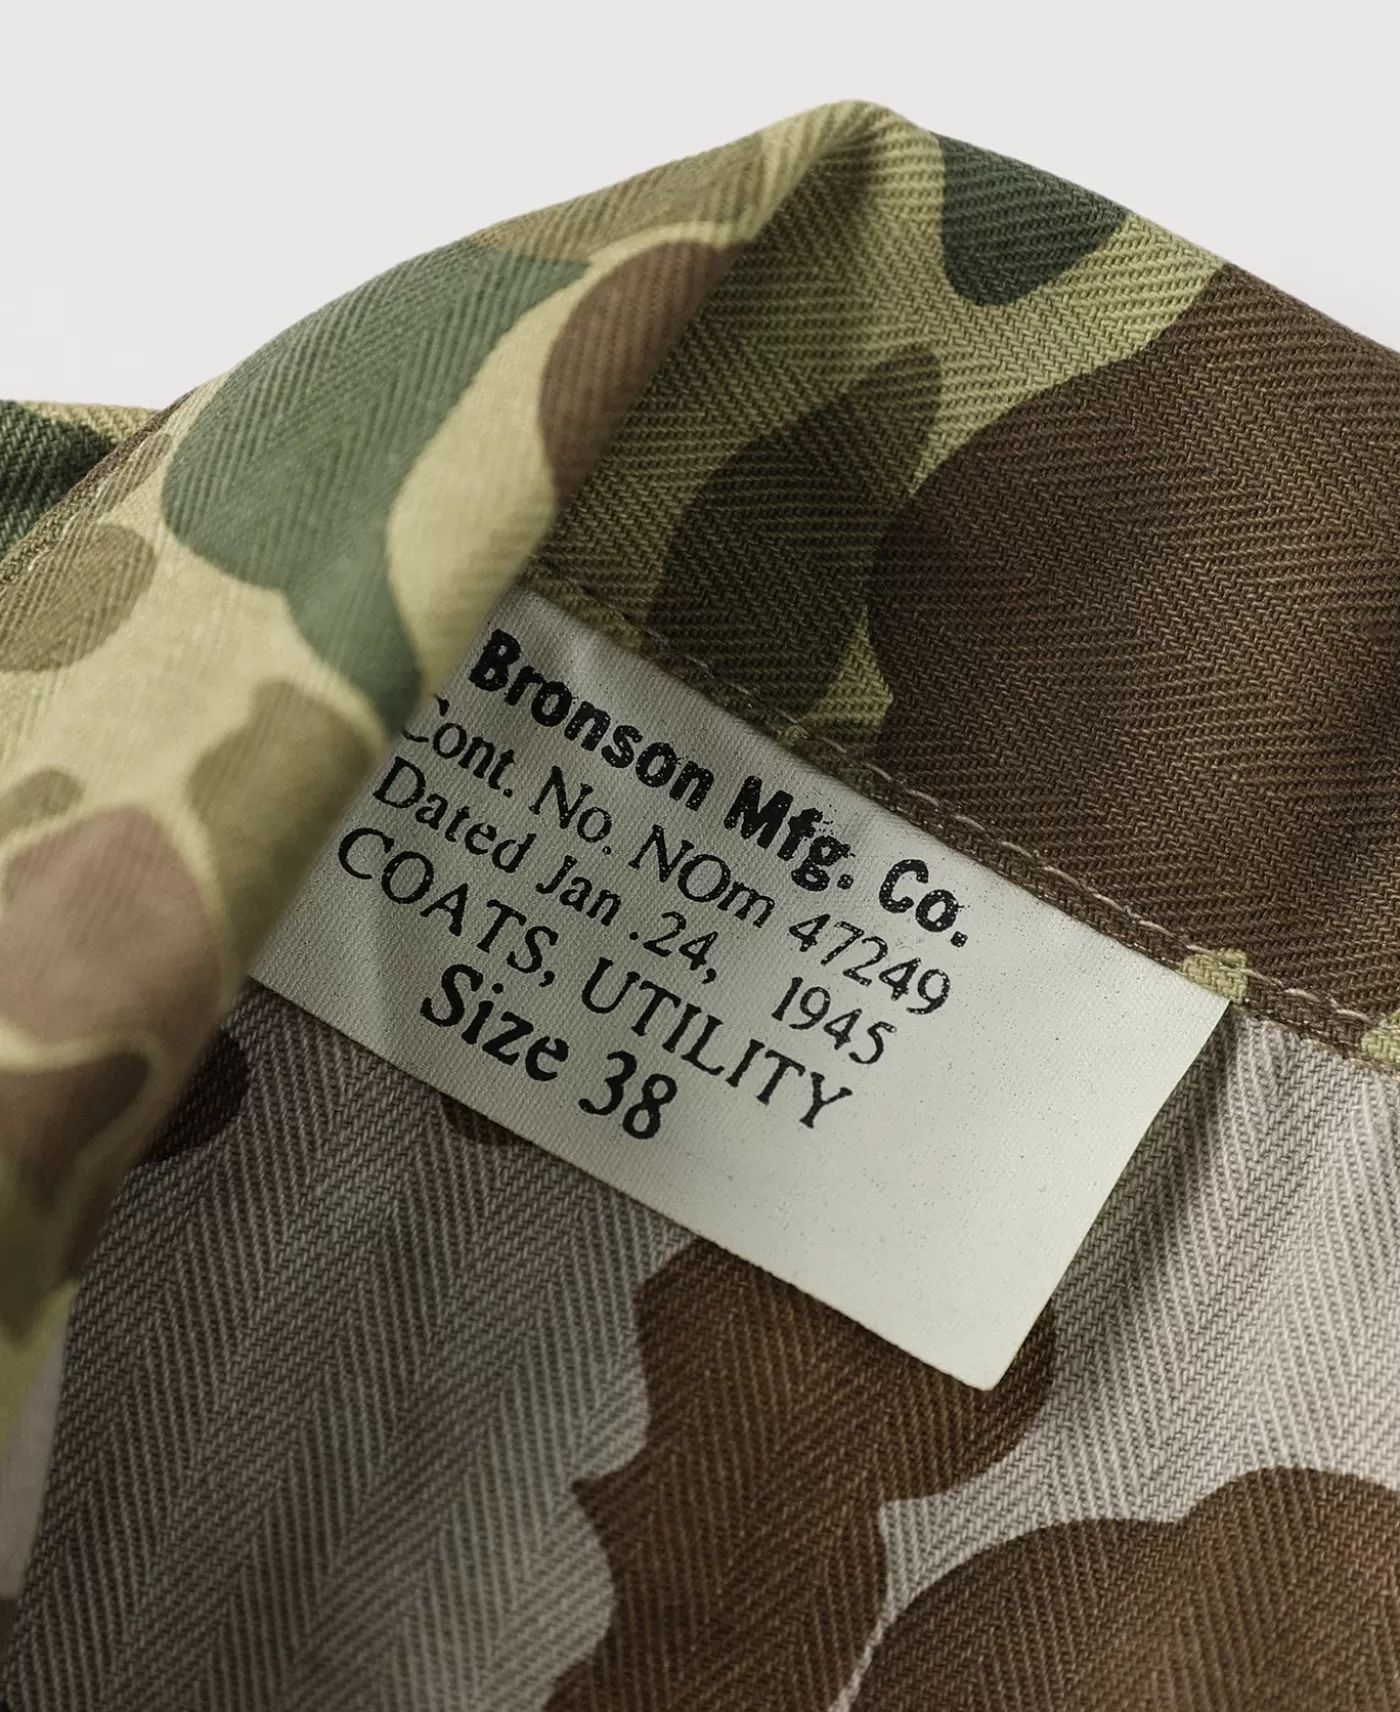 Bronson Mfg. Co.
Cont. No. NOm 47249
Dated Jan .24, 1945
COATS, UTILITY
Size 38